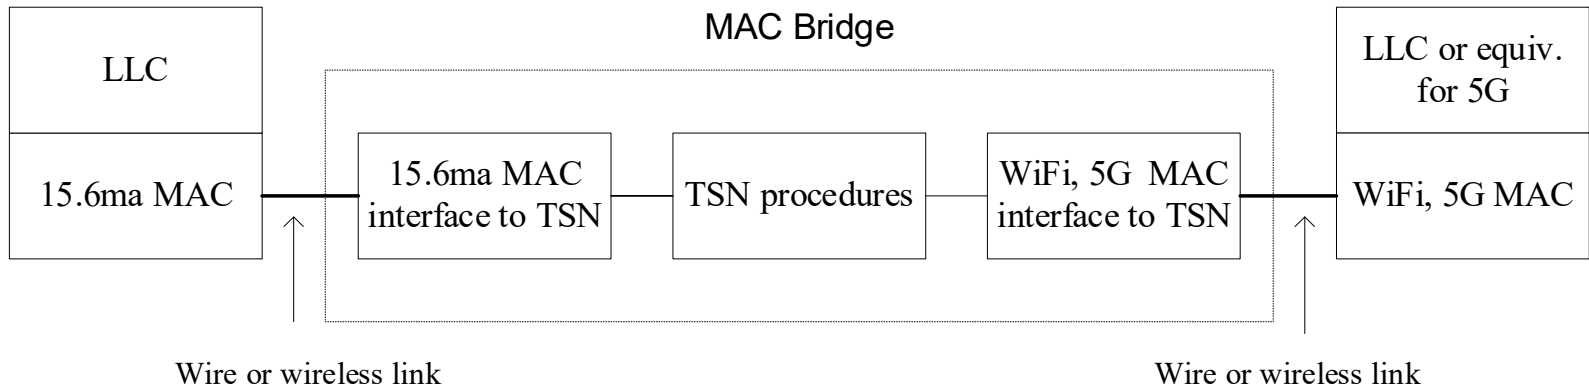 MAC Bridge
LLC
15.6ma MAC
15.6ma MAC
interface to TSN
TSN procedures
WiFi, 5G MAC
interface to TSN
LLC or equiv.
for 5G
WiFi, 5G MAC
Wire or wireless link
Wire or wireless link